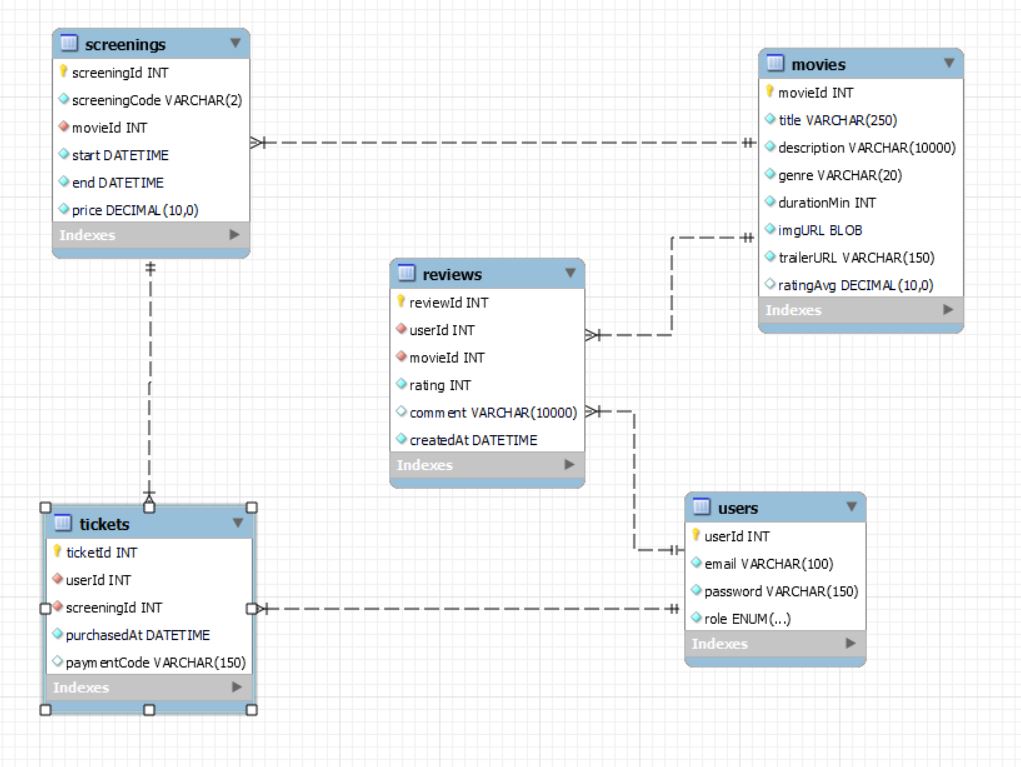 screenings
screeningId INT
screeningCode VARCHAR(2)
movieId INT
start DATETIME
end DATETIME
price DECIMAL(10,0)
Indexes
movies
movieId INT
title VARCHAR(250)
description VARCHAR(10000)
genre VARCHAR(20)
durationMin INT
imgURL BLOB
trailerURL VARCHAR(150)
ratingAvg DECIMAL(10,0)
Indexes
reviews
reviewId INT
userId INT
movieId INT
rating INT
comment VARCHAR(10000)
createdAt DATETIME
Indexes
tickets
ticketId INT
userId INT
screeningId INT
purchasedAt DATETIME
paymentCode VARCHAR(150)
Indexes
users
userId INT
email VARCHAR(100)
password VARCHAR(150)
role ENUM(...)
Indexes